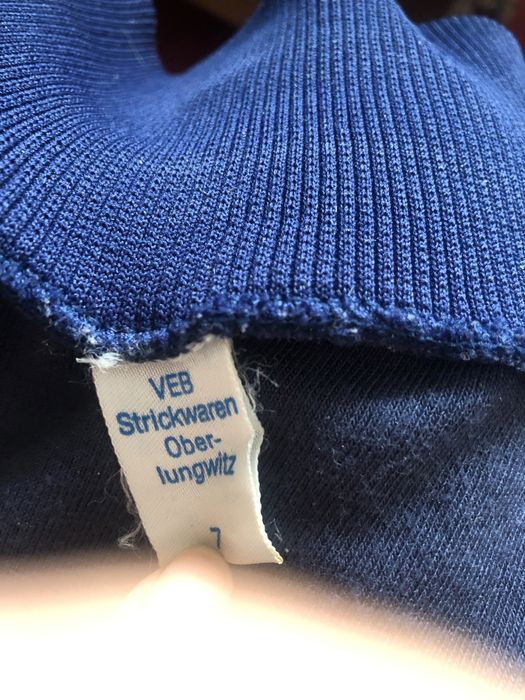 VEB
Strickwaren
Ober-
lungwitz
7